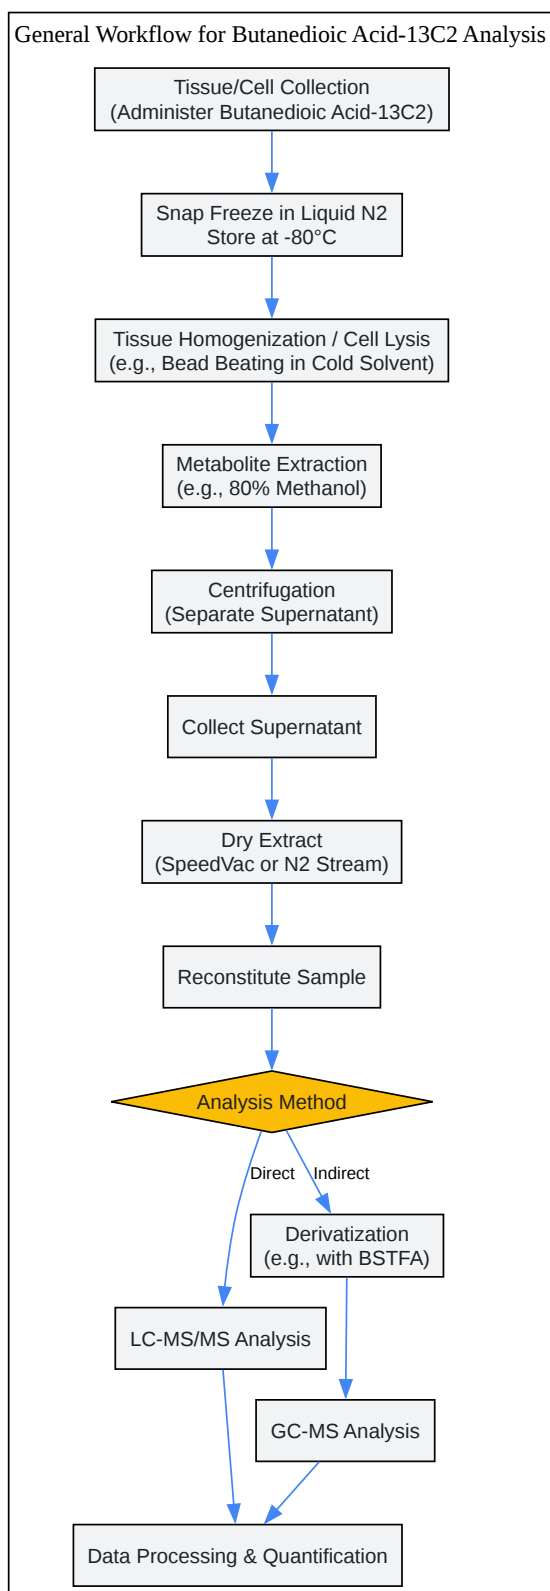 General Workflow for Butanedioic Acid-13C2 Analysis
Tissue/Cell Collection
(Administer Butanedioic Acid-13C2)
Snap Freeze in Liquid N2
Store at -80°C
Tissue Homogenization / Cell Lysis
(e.g., Bead Beating in Cold Solvent)
Metabolite Extraction
(e.g., 80% Methanol)
Centrifugation
(Separate Supernatant)
Collect Supernatant
Dry Extract
(SpeedVac or N2 Stream)
Reconstitute Sample
Analysis Method
Direct
Indirect
Derivatization
(e.g., with BSTFA)
LC-MS/MS Analysis
GC-MS Analysis
Data Processing & Quantification